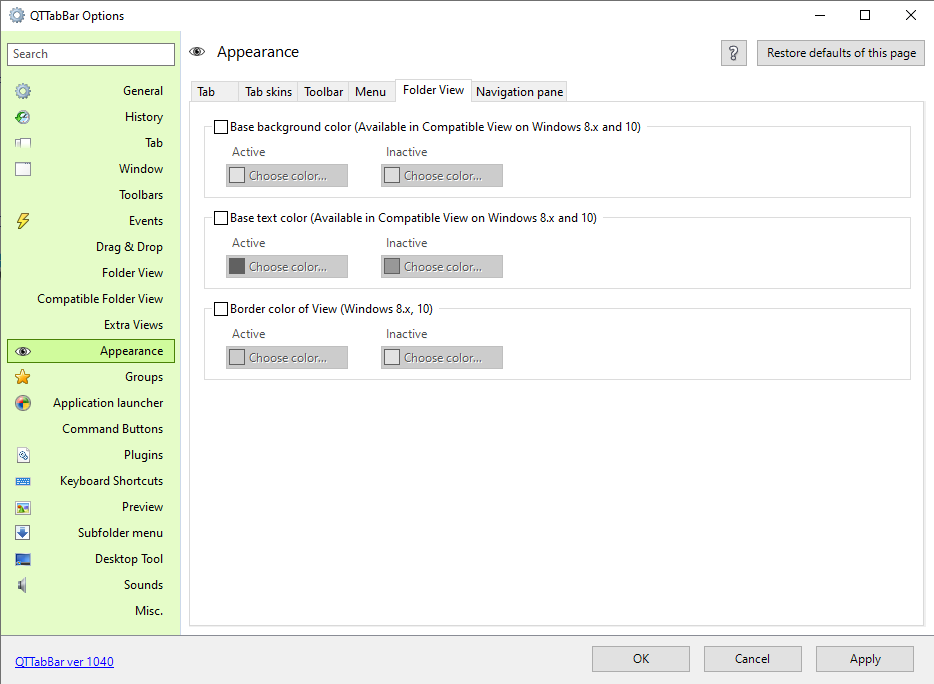 QTTabBar Options
Search
General
History
Tab
Window
Toolbars
Events
Drag & Drop
Folder View
Compatible Folder View
Extra Views
Appearance
Groups
Application launcher
Command Buttons
Plugins
Keyboard Shortcuts
Preview
Subfolder menu
Desktop Tool
Sounds
Misc.
Appearance
? Restore defaults of this page
Tab Tab skins Toolbar Menu Folder View Navigation pane
Base background color (Available in Compatible View on Windows 8.x and 10)
Active Inactive
Choose color... Choose color...
Base text color (Available in Compatible View on Windows 8.x and 10)
Active Inactive
Choose color... Choose color...
Border color of View (Windows 8.x, 10)
Active Inactive
Choose color... Choose color...
QTTabBar ver 1040
OK Cancel Apply